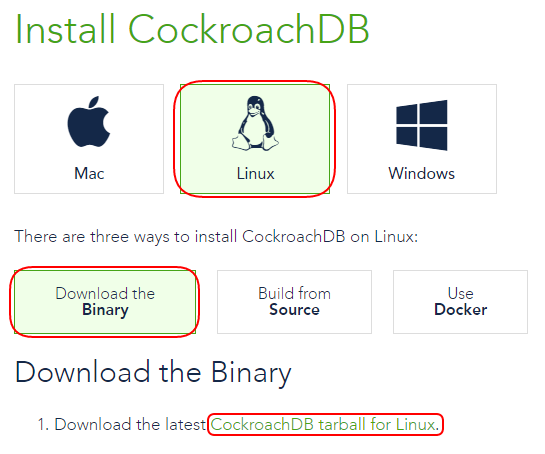 Install CockroachDB
Mac
Linux
Windows
There are three ways to install CockroachDB on Linux:
Download the
Binary
Build from
Source
Use
Docker
Download the Binary
1. Download the latest CockroachDB tarball for Linux.